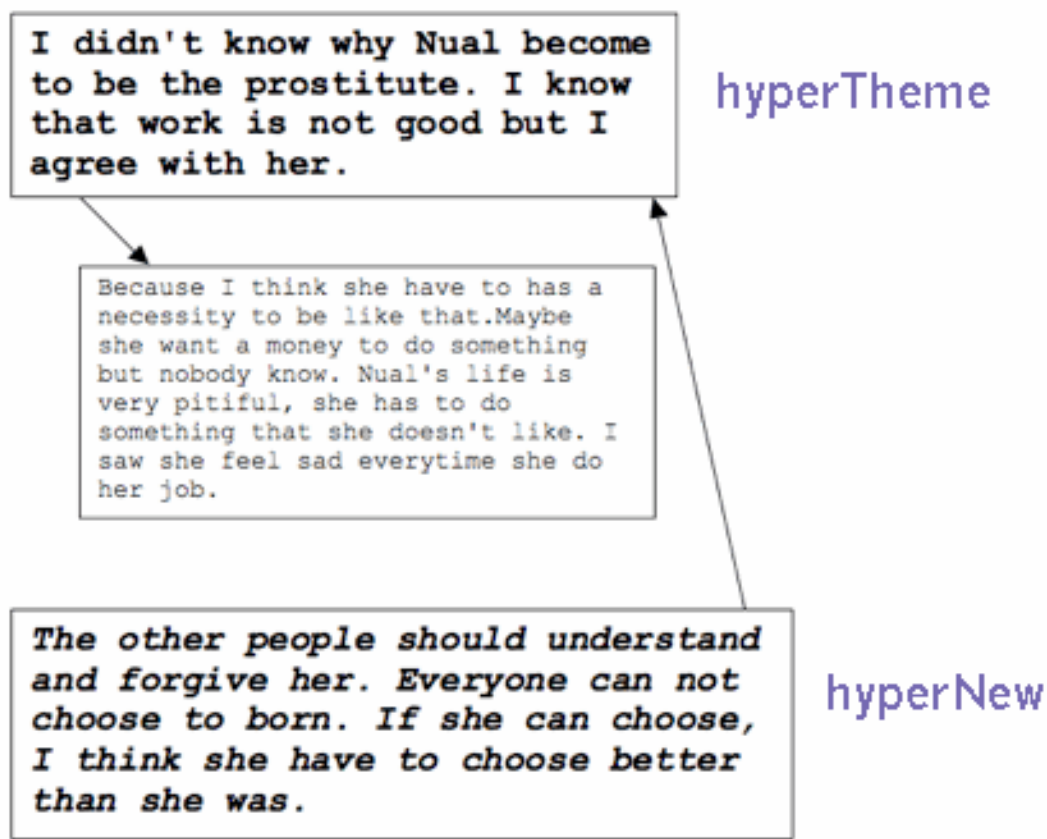 I didn't know why Nual become
to be the prostitute. I know
that work is not good but I
agree with her.
hyperTheme
Because I think she have to has a
necessity to be like that.Maybe
she want a money to do something
but nobody know. Nual's life is
very pitiful, she has to do
something that she doesn't like. I
saw she feel sad everytime she do
her job.
The other people should understand
and forgive her. Everyone can not
choose to born. If she can choose,
I think she have to choose better
than she was.
hyperNew